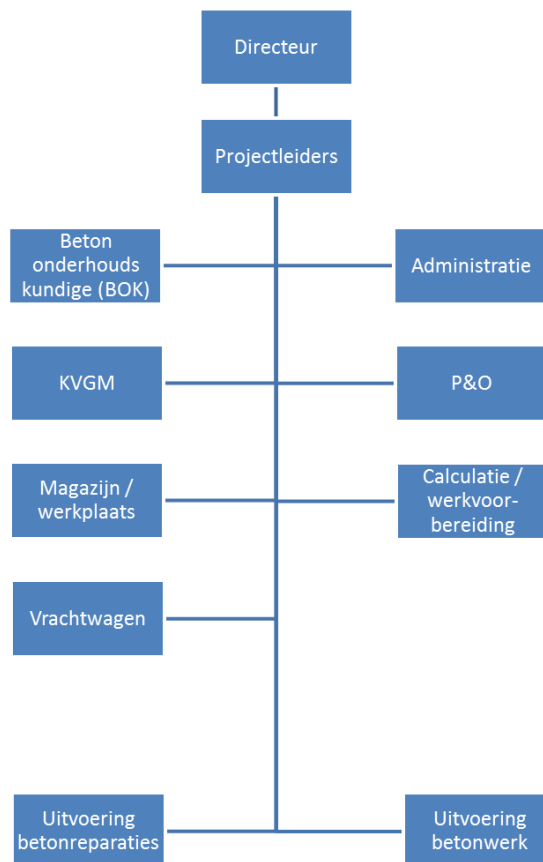 Directeur
Projectleiders
Beton
onderhouds
kundige (BOK)
Administratie
KVGM
P&O
Magazijn /
werkplaats
Calculatie /
werkvoor-
bereiding
Vrachtwagen
Uitvoering
betonreparaties
Uitvoering
betonwerk